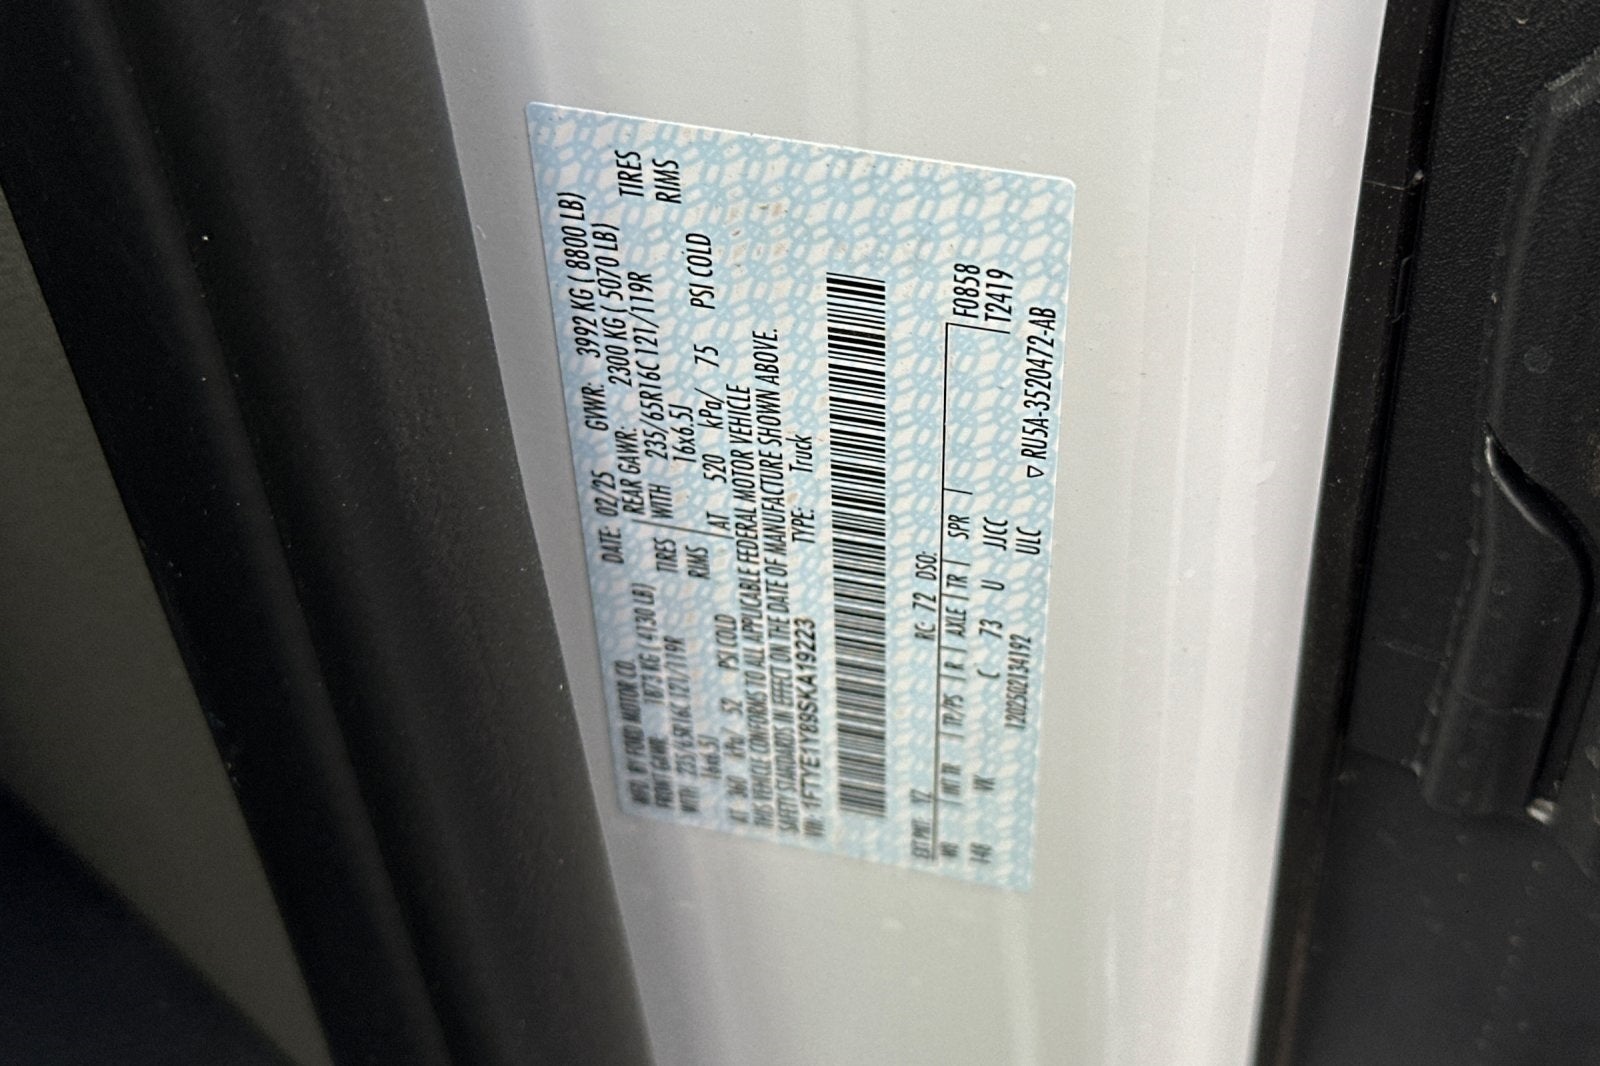 MFD. BY FORD MOTOR CO. DATE: 02/25 GVWR: 3992 KG ( 8800 LB)
FRONT GAWR: 1873 KG ( 4130 LB) REAR GAWR: 2300 KG ( 5070 LB)
WITH 235/65R16C 121/119R TIRES WITH 235/65R16C 121/119R TIRES
16x6.5J RIMS 16x6.5J RIMS
AT 360 kPa/ 52 PSI COLD AT 520 kPa/ 75 PSI COLD
THIS VEHICLE CONFORMS TO ALL APPLICABLE FEDERAL MOTOR VEHICLE
SAFETY STANDARDS IN EFFECT ON THE DATE OF MANUFACTURE SHOWN ABOVE.
VIN: 1FTYE1Y89SKA19223 TYPE: Truck
EXT PNT: YZ RC: 72 DSO: F0858
WB INT TR TP/PS R AXLE TR SPR T2419
148 VK C 73 U JJCC
ULC
1202502134192 ▽ RU5A-3520472-AB